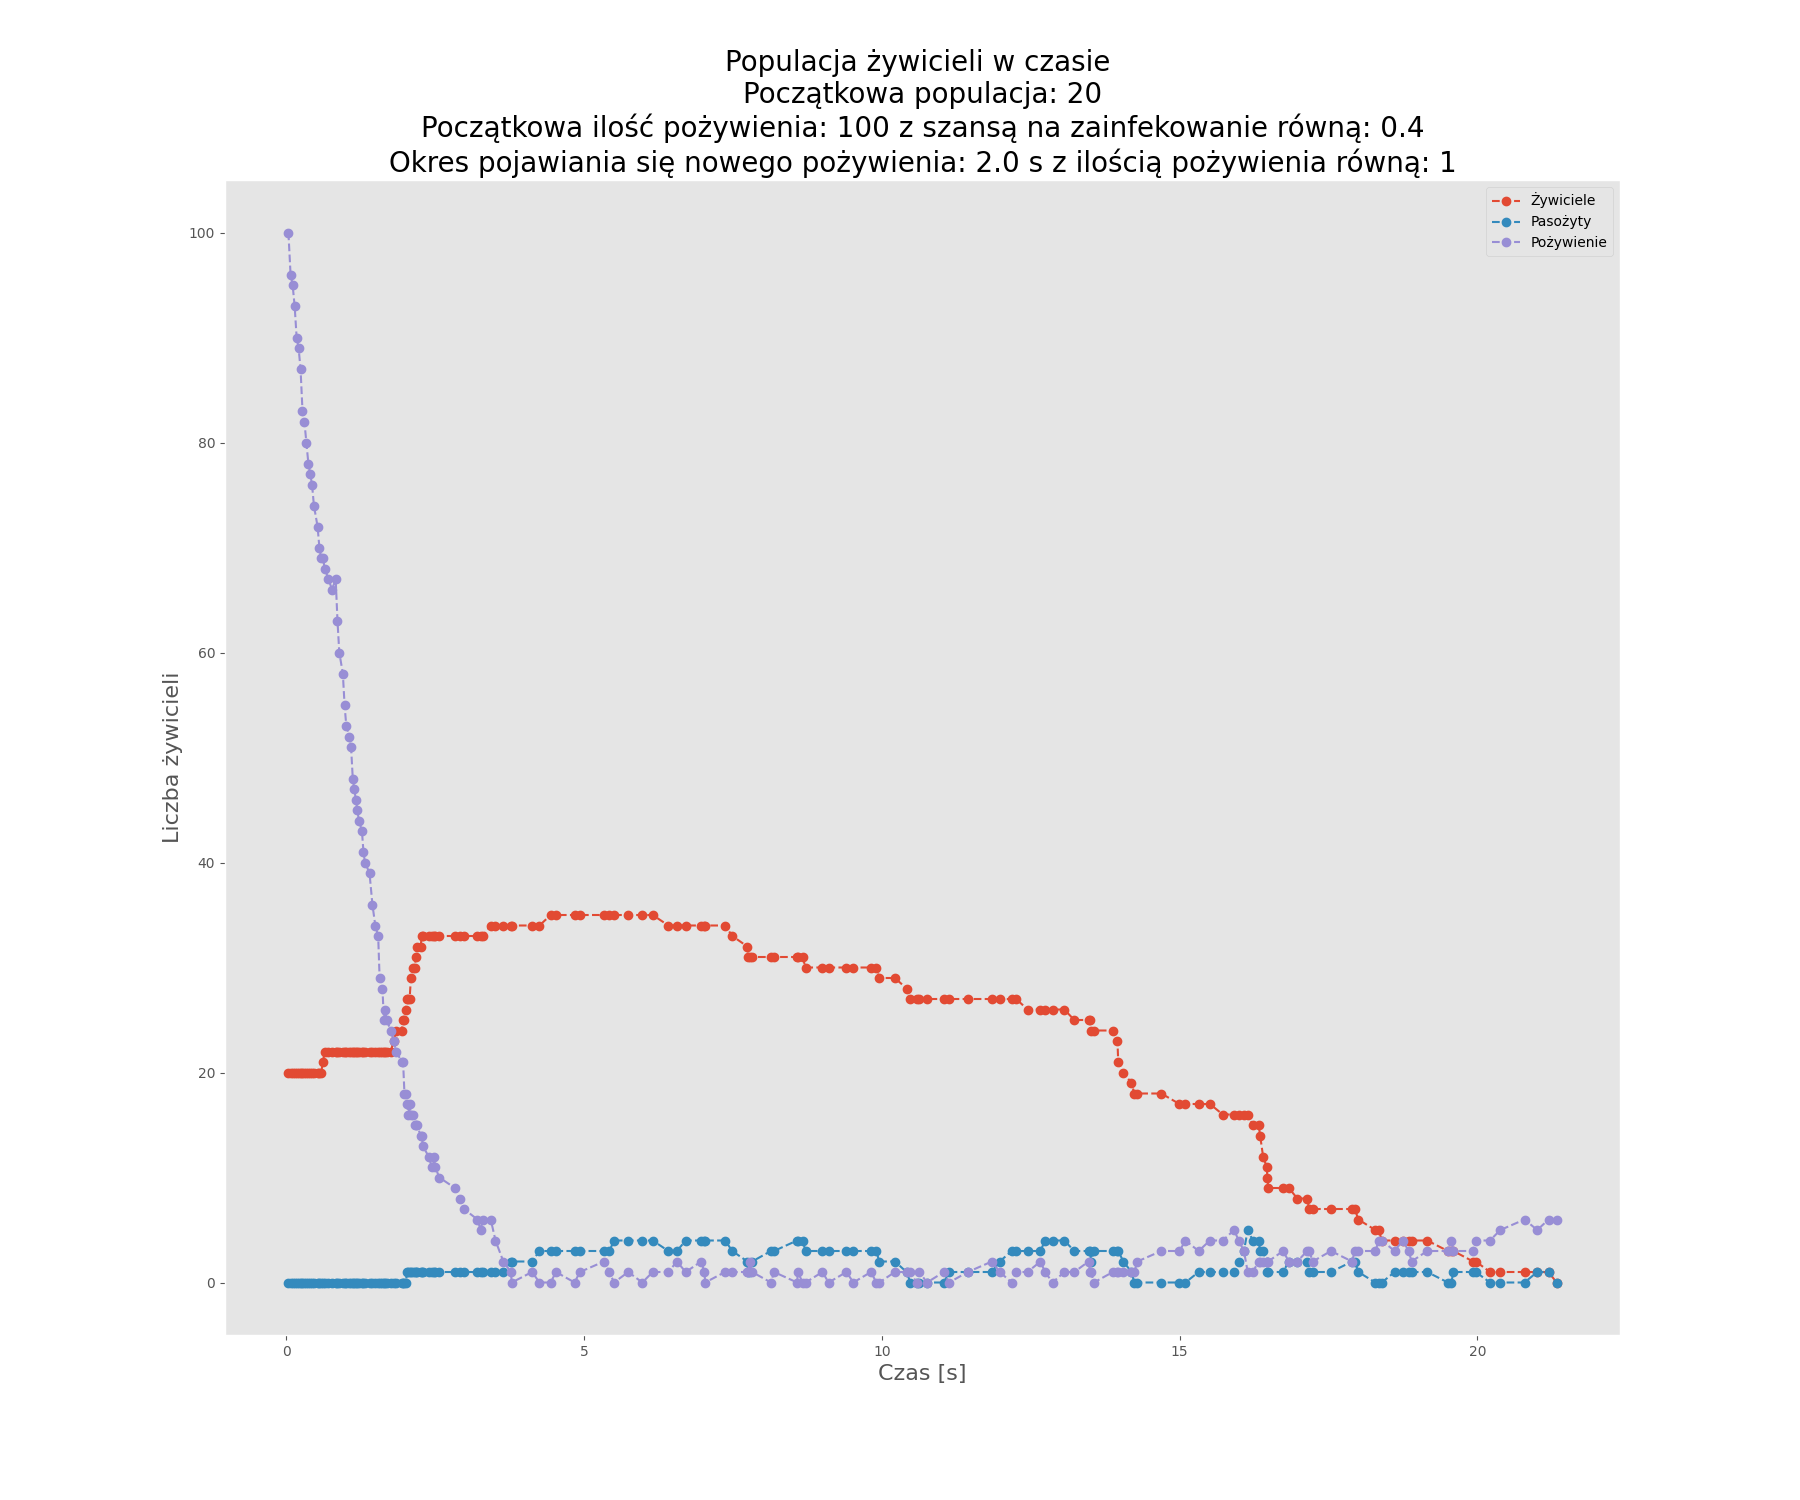 Populacja żywicieli w czasie
Początkowa populacja: 20
Początkowa ilość pożywienia: 100 z szansą na zainfekowanie równą: 0.4
Okres pojawiania się nowego pożywienia: 2.0 s z ilością pożywienia równą: 1
Żywiciele
Pasożyty
Pożywienie
100
80
60
40
20
0
Liczba żywicieli
0 5 10 15 20
Czas [s]